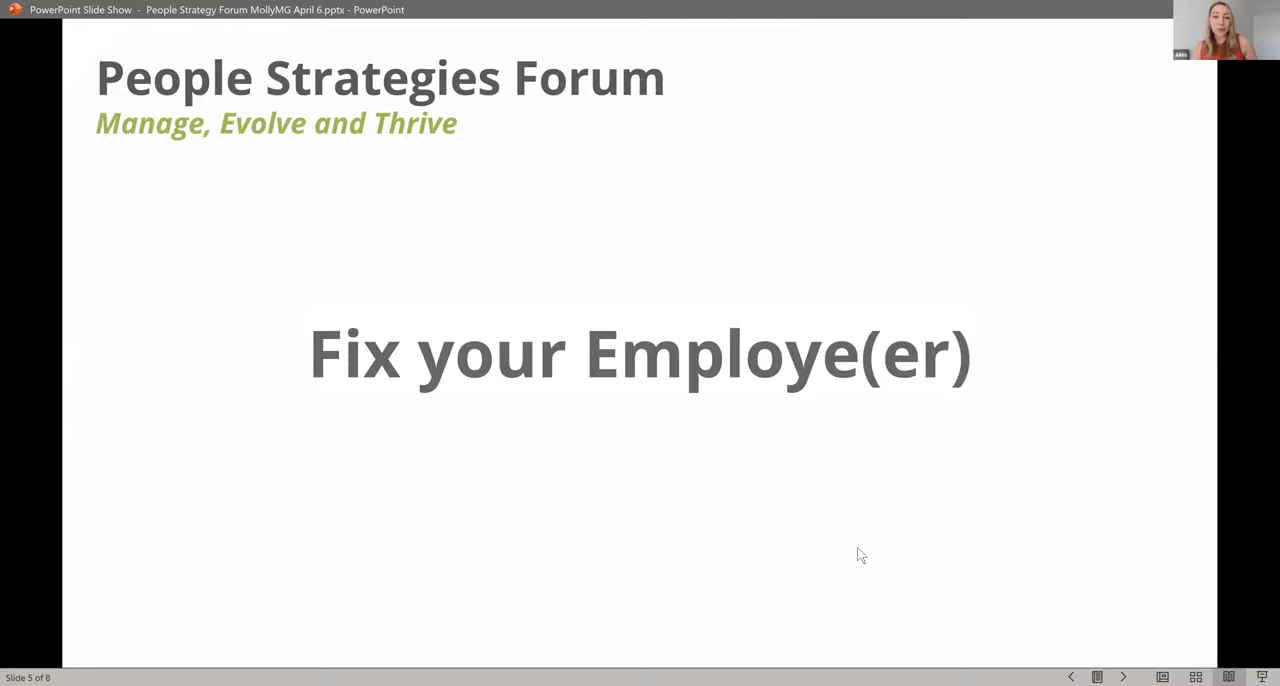 PowerPoint Slide Show - People Strategy Forum MollyMG April 6.pptx - PowerPoint
Jules
People Strategies Forum
Manage, Evolve and Thrive
Fix your Employe(er)
Slide 5 of 8